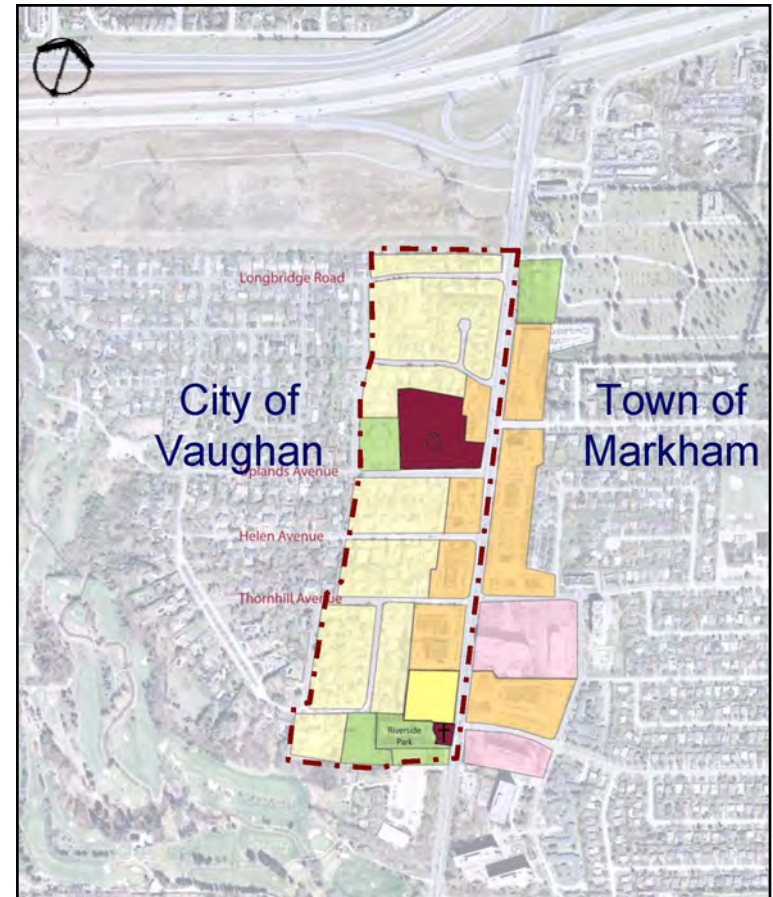 Longbridge Road
City of
Vaughan
Town of
Markham
Uplands Avenue
Helen Avenue
Thornhill Avenue
Riverside
Park